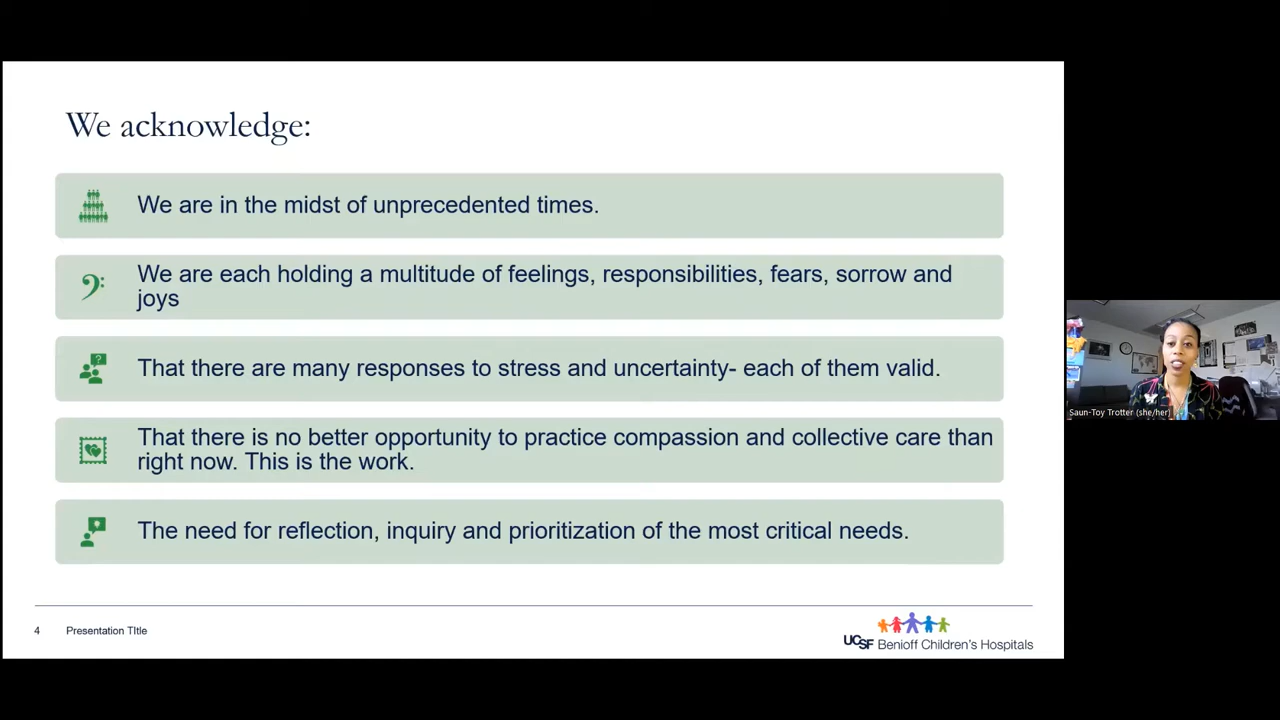 We acknowledge:
We are in the midst of unprecedented times.
We are each holding a multitude of feelings, responsibilities, fears, sorrow and
joys
?
That there are many responses to stress and uncertainty- each of them valid.
That there is no better opportunity to practice compassion and collective care than
right now. This is the work.
The need for reflection, inquiry and prioritization of the most critical needs.
4 Presentation TItle
UCSF Benioff Children's Hospitals
Saun-Toy Trotter (she/her)